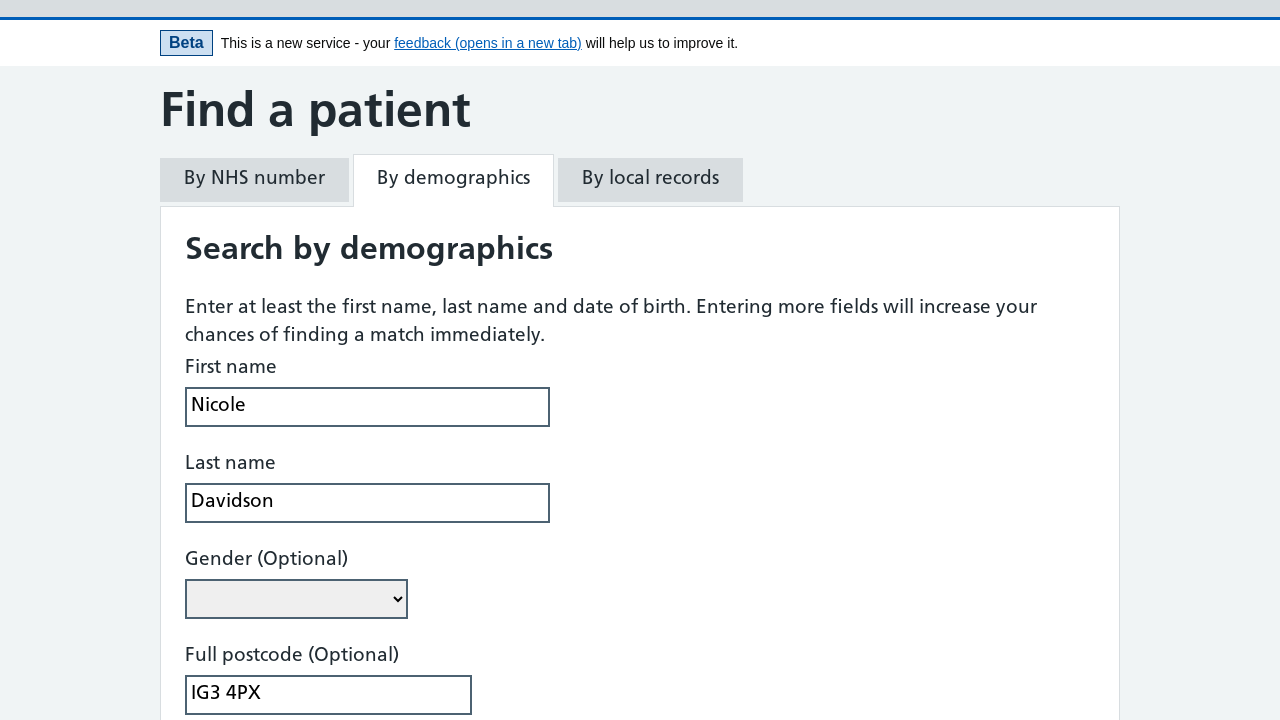 Beta This is a new service - your feedback (opens in a new tab) will help us to improve it.
Find a patient
By NHS number By demographics By local records
Search by demographics
Enter at least the first name, last name and date of birth. Entering more fields will increase your
chances of finding a match immediately.
First name
Nicole
Last name
Davidson
Gender (Optional)
Full postcode (Optional)
IG3 4PX